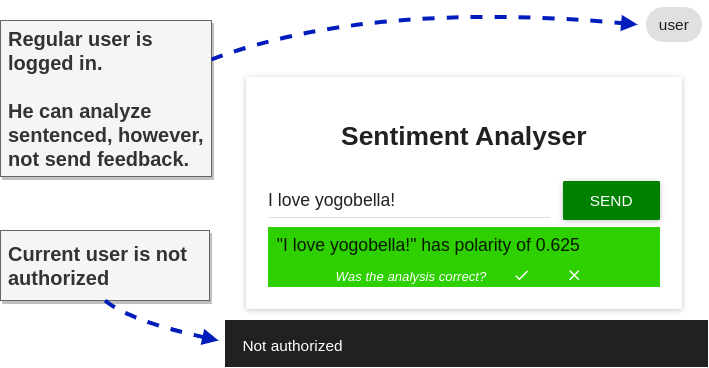 user
Regular user is
logged in.
He can analyze
sentenced, however,
not send feedback.
Sentiment Analyser
I love yogobella!
SEND
"I love yogobella!" has polarity of 0.625
Was the analysis correct?
Current user is not
authorized
Not authorized